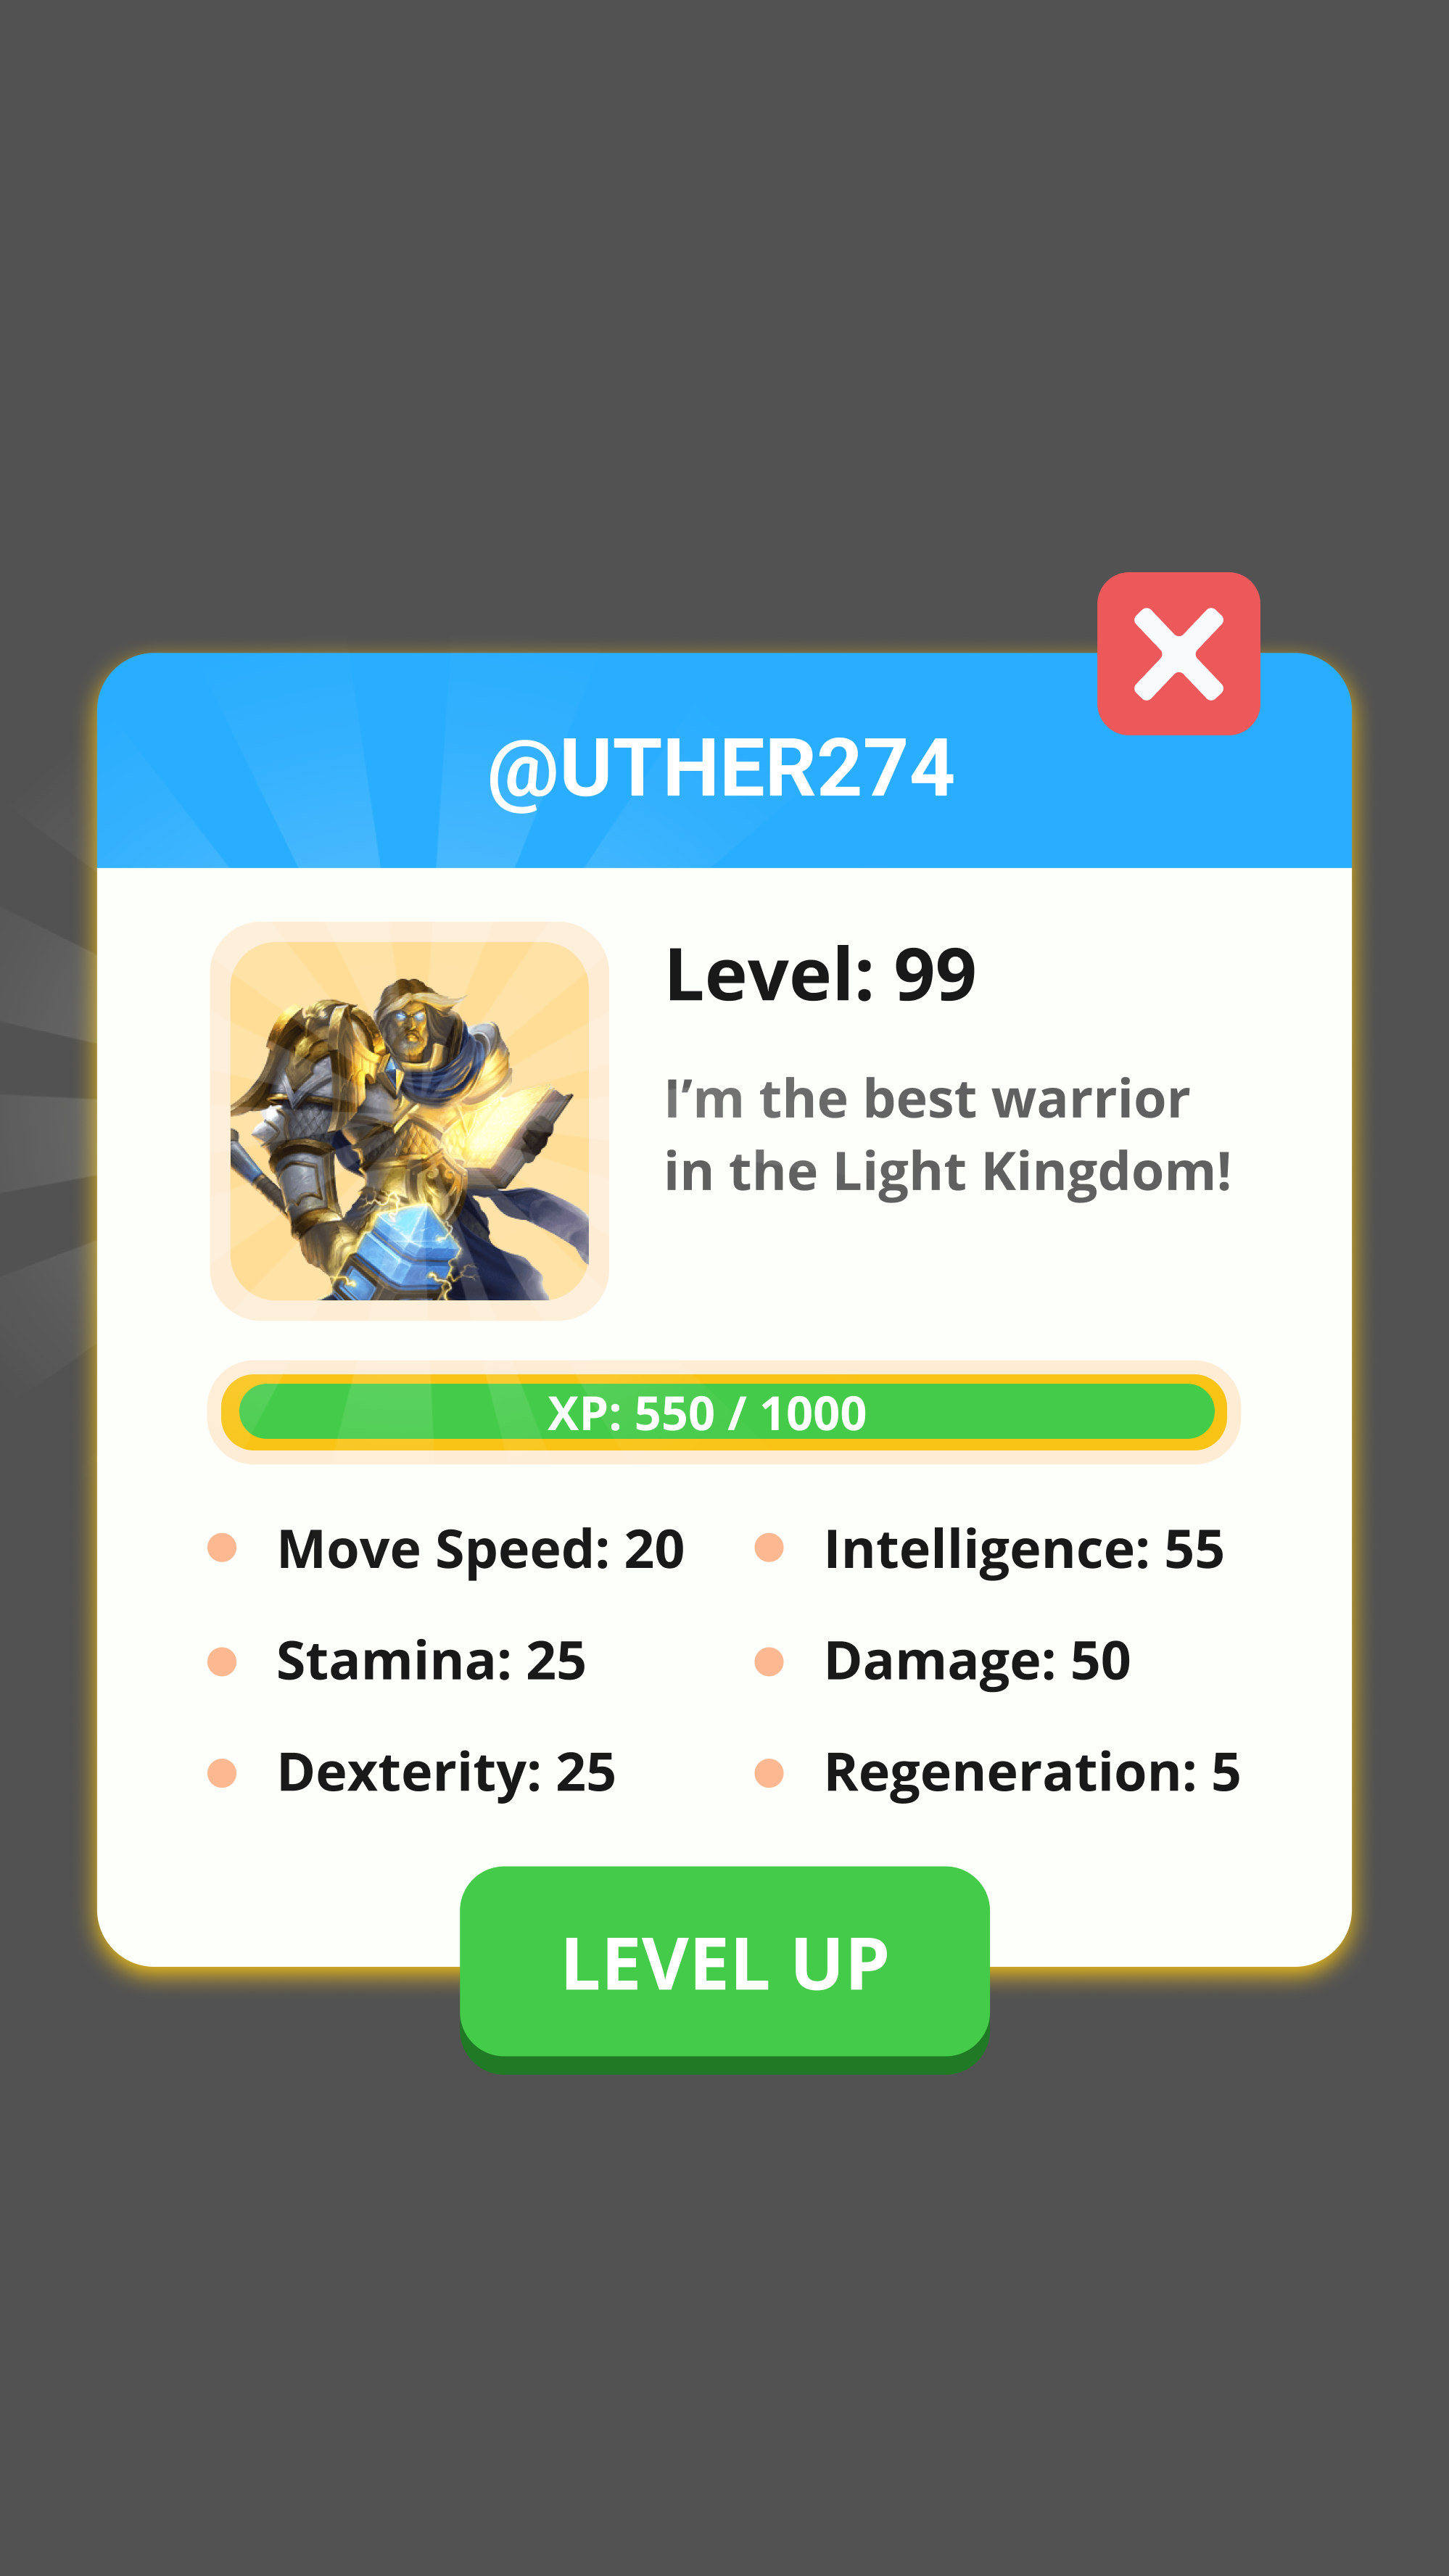 @UTHER274
Level: 99
I’m the best warrior
in the Light Kingdom!
XP: 550 / 1000
Move Speed: 20
Intelligence: 55
Stamina: 25
Damage: 50
Dexterity: 25
Regeneration: 5
LEVEL UP